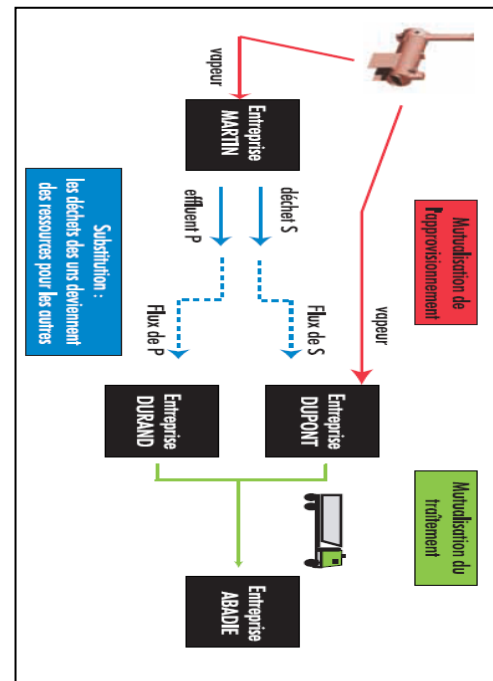 Mutualisation de
l'approvisionnement
Mutualisation du
traîtement
vapeur
vapeur
Entreprise
MARTIN
déchet S
effluent P
Flux de S
Flux de P
Entreprise
DUPONT
Entreprise
DURAND
Entreprise
ABADIE
Substitution :
les déchets des uns deviennent
des ressources pour les autres